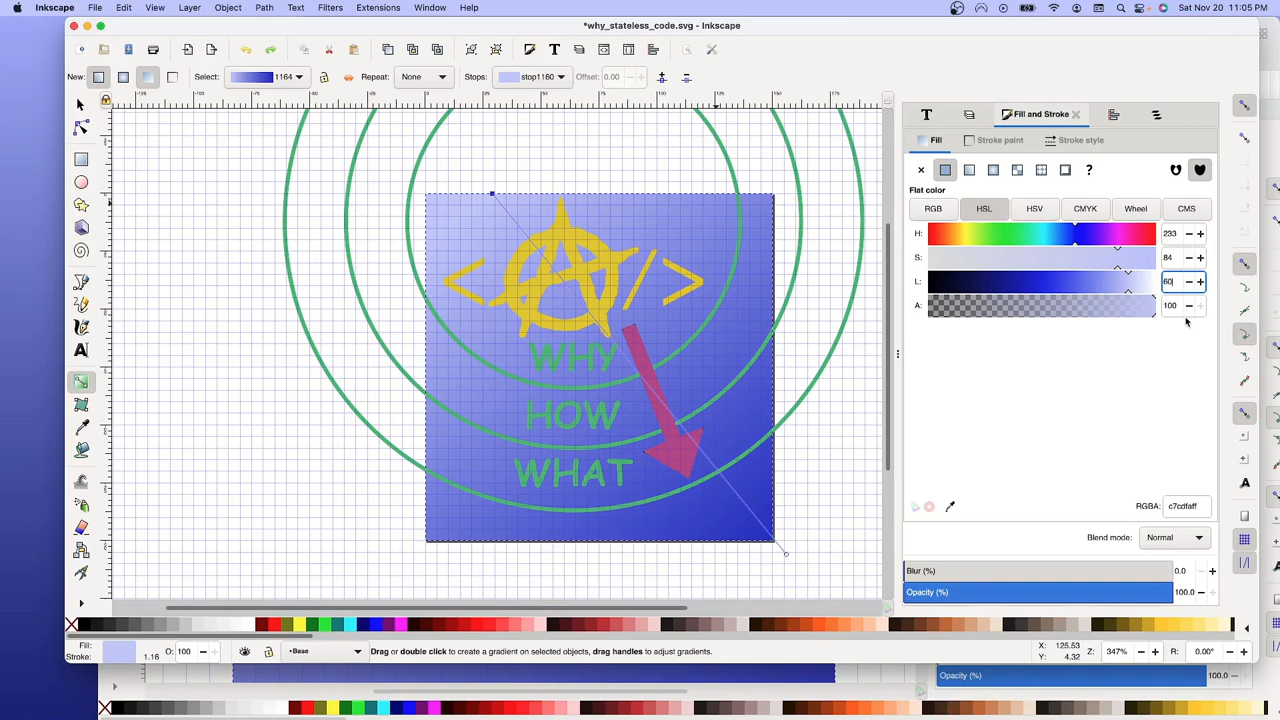 Inkscape File Edit View Layer Object Path Text Filters Extensions Window Help Sat Nov 20 11:05 PM
*why_stateless_code.svg - Inkscape
New: Select: 1164 Repeat: None Stops: stop1160 Offset: 0.00
Fill and Stroke
Fill Stroke paint Stroke style
?
Flat color
RGB HSL HSV CMYK Wheel CMS
H: 233
S: 84
L: 60
A: 100
</>
WHY
HOW
WHAT
RGBA: c7cdfaff
Blend mode: Normal
Blur (%) 0.0
Opacity (%) 100.0
Fill:
Stroke: 1.16 O: 100 •Base Drag or double click to create a gradient on selected objects, drag handles to adjust gradients. X: 125.53 Z: 347% R: 0.00°
Y: 4.32
Opacity (%) 100.0